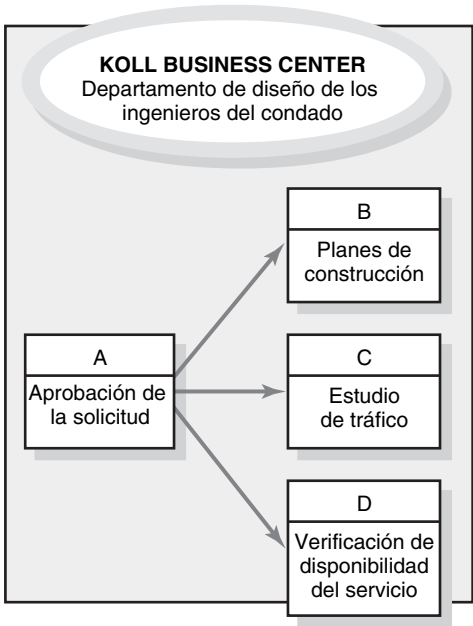 KOLL BUSINESS CENTER
Departamento de diseño de los
ingenieros del condado
B
Planes de
construcción
A
Aprobación de
la solicitud
C
Estudio
de tráfico
D
Verificación de
disponibilidad
del servicio